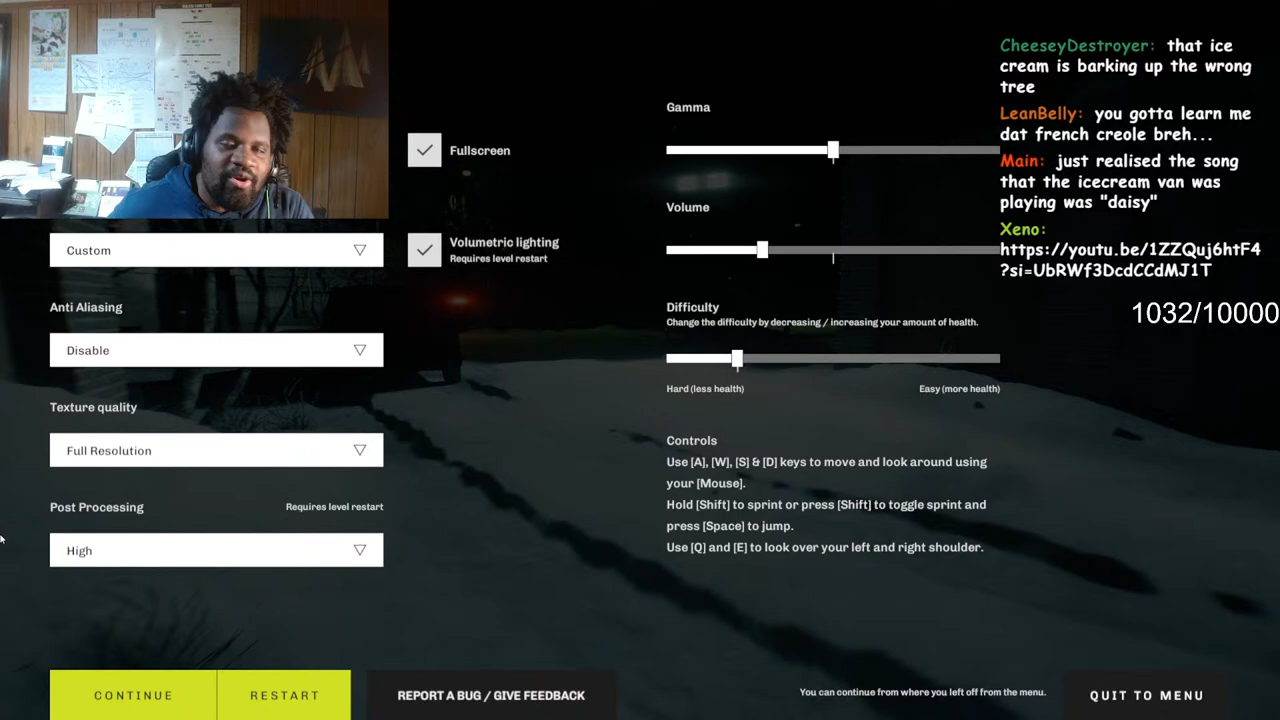 Fullscreen
Custom
Volumetric lighting
Requires level restart
Anti Aliasing
Disable
Texture quality
Full Resolution
Post Processing
Requires level restart
High
Gamma
Volume
Difficulty
Change the difficulty by decreasing / increasing your amount of health.
Hard (less health)
Easy (more health)
Controls
Use [A], [W], [S] & [D] keys to move and look around using
your [Mouse].
Hold [Shift] to sprint or press [Shift] to toggle sprint and
press [Space] to jump.
Use [Q] and [E] to look over your left and right shoulder.
CheeseyDestroyer: that ice
cream is barking up the wrong
tree
LeanBelly: you gotta learn me
dat french creole breh...
Main: just realised the song
that the icecream van was
playing was "daisy"
Xeno:
https://youtu.be/1ZZQuj6htF4
?si=UbRWf3DcdCCdMJ1T
1032/10000
CONTINUE
RESTART
REPORT A BUG / GIVE FEEDBACK
You can continue from where you left off from the menu.
QUIT TO MENU